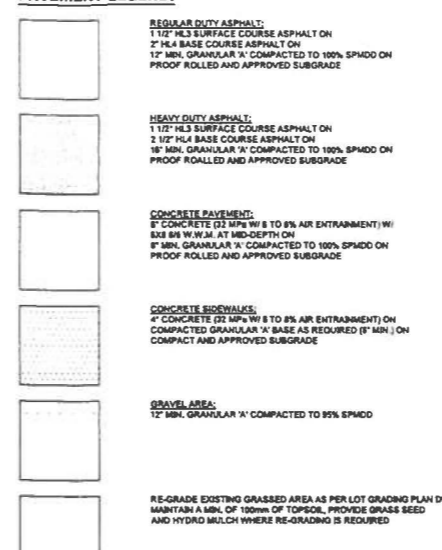 REGULAR DUTY ASPHALT:
1 1/2" HL3 SURFACE COURSE ASPHALT ON
2" HL4 BASE COURSE ASPHALT ON
12" MIN. GRANULAR 'A' COMPACTED TO 100% SPMDD ON
PROOF ROLLED AND APPROVED SUBGRADE
HEAVY DUTY ASPHALT:
1 1/2" HL3 SURFACE COURSE ASPHALT ON
2 1/2" HL4 BASE COURSE ASPHALT ON
16" MIN. GRANULAR 'A' COMPACTED TO 100% SPMDD ON
PROOF ROALLED AND APPROVED SUBGRADE
CONCRETE PAVEMENT:
CONCRETE (32 MPa W/ 6 TO 8% AIR ENTRAINMENT) W/
W.W.M. AT MID-DEPTH ON
MIN. GRANULAR 'A' COMPACTED TO 100% SPMDD ON
PROOF ROLLED AND APPROVED SUBGRADE
CONCRETE SIDEWALKS:
4" CONCRETE (32 MPa W/ 6 TO 8% AIR ENTRAINMENT) ON
COMPACTED GRANULAR 'A' BASE AS REQUIRED (6" MIN.) ON
COMPACT AND APPROVED SUBGRADE
GRAVEL AREA:
12" MIN. GRANULAR 'A' COMPACTED TO 95% SPMDD
RE-GRADE EXISTING GRASSED AREA AS PER LOT GRADING PLAN
MAINTAIN A MIN. OF 100mm OF TOPSOIL, PROVIDE GRASS SEED
AND HYDRO MULCH WHERE RE-GRADING IS REQUIRED